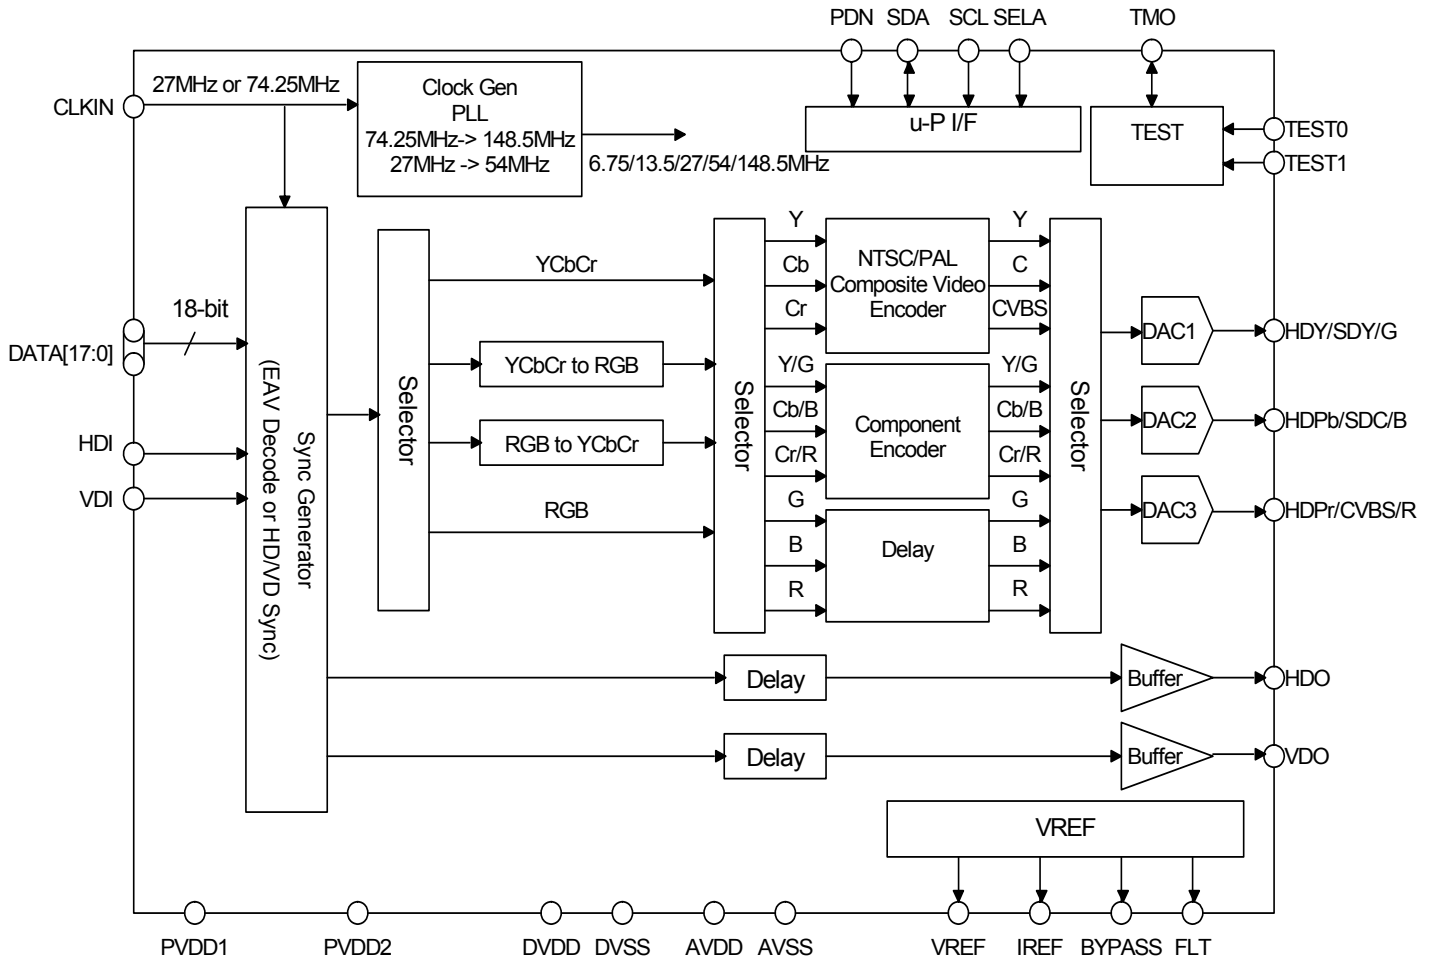 PDN SDA SCL SELA TMO
CLKIN
27MHz or 74.25MHz
Clock Gen
PLL
74.25MHz-> 148.5MHz
27MHz -> 54MHz
6.75/13.5/27/54/148.5MHz
u-P I/F
TEST
TEST0
TEST1
18-bit
DATA[17:0]
HDI
VDI
Sync Generator
(EAV Decode or HD/VD Sync)
Selector
YCbCr
YCbCr to RGB
RGB to YCbCr
RGB
Selector
Y
Cb
Cr
Y/G
Cb/B
Cr/R
G
B
R
NTSC/PAL
Composite Video
Encoder
Component
Encoder
Delay
Y
C
CVBS
Y/G
Cb/B
Cr/R
G
B
R
Selector
DAC1
DAC2
DAC3
HDY/SDY/G
HDPb/SDC/B
HDPr/CVBS/R
Delay
Buffer
HDO
Delay
Buffer
VDO
VREF
PVDD1 PVDD2 DVDD DVSS AVDD AVSS VREF IREF BYPASS FLT